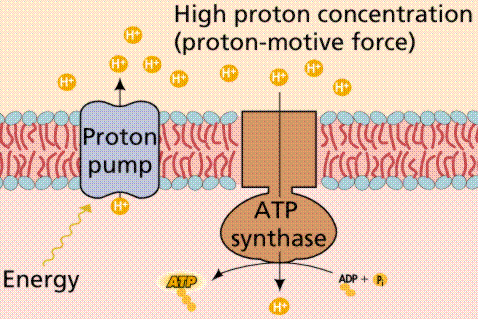 High proton concentration
(proton-motive force)
H+
H+
H+
H+
H+
H+
H+
H+
H+
Proton
pump
H+
ATP
synthase
Energy
ATP
ADP + Pi
H+